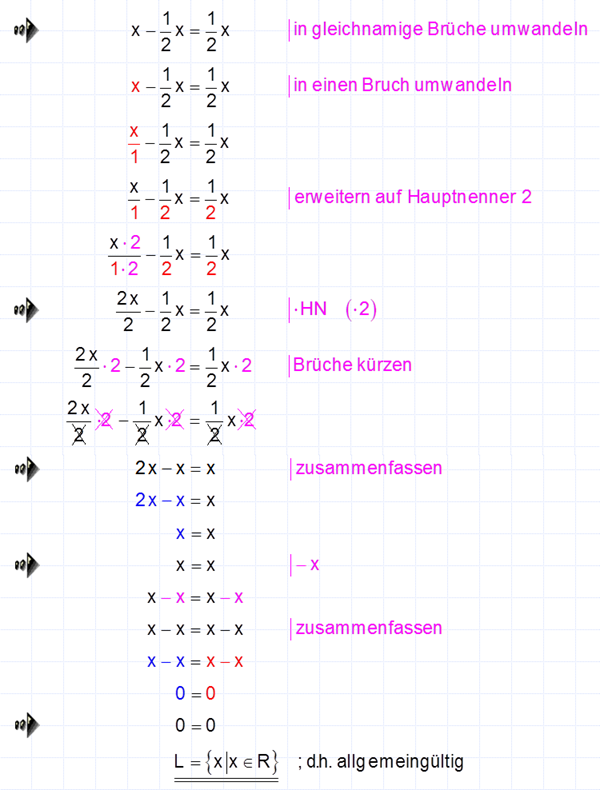 x − 1/2 x = 1/2 x |in gleichnamige Brüche umwandeln
x − 1/2 x = 1/2 x |in einen Bruch umwandeln
x/1 − 1/2 x = 1/2 x
x/1 − 1/2 x = 1/2 x |erweitern auf Hauptnenner 2
x·2/1·2 − 1/2 x = 1/2 x
2x/2 − 1/2 x = 1/2 x |·HN (·2)
2x/2 ·2 − 1/2 x·2 = 1/2 x·2 |Brüche kürzen
2x/2 ·2 − 1/2 x·2 = 1/2 x·2
2x − x = x |zusammenfassen
2x − x = x
x = x
x = x |− x
x − x = x − x
x − x = x − x |zusammenfassen
x − x = x − x
0 = 0
0 = 0
L = {x|x ∈ R} ; d.h. allgemeingültig